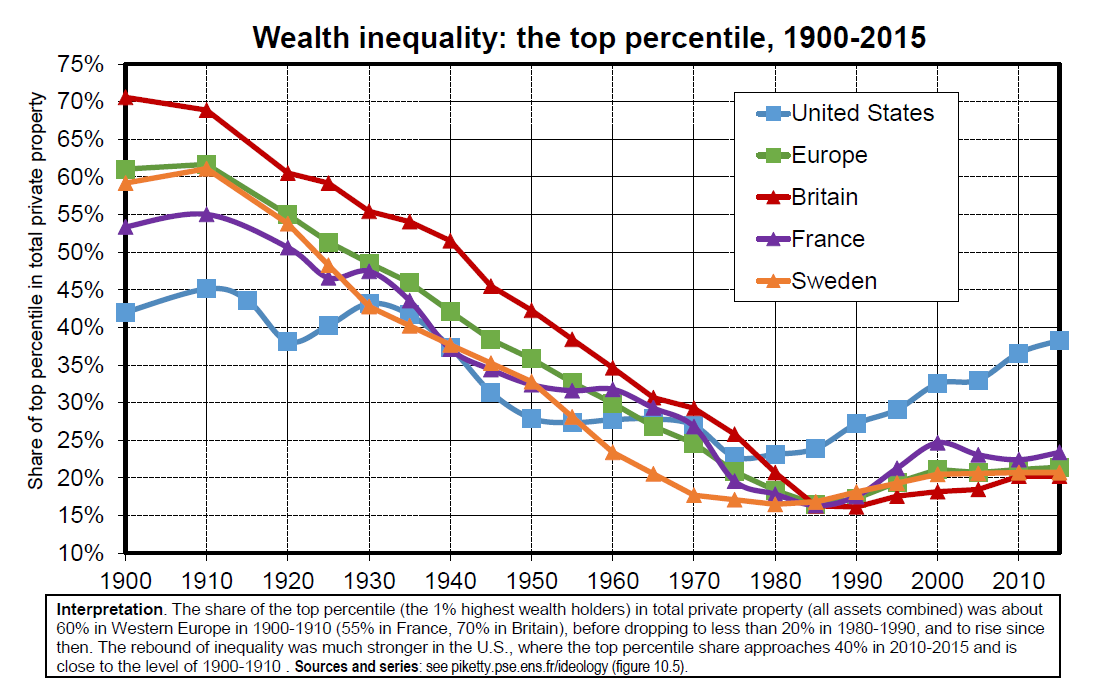 Wealth inequality: the top percentile, 1900-2015
Share of top percentile in total private property
75%
70%
65%
60%
55%
50%
45%
40%
35%
30%
25%
20%
15%
10%
United States
Europe
Britain
France
Sweden
1900 1910 1920 1930 1940 1950 1960 1970 1980 1990 2000 2010
Interpretation. The share of the top percentile (the 1% highest wealth holders) in total private property (all assets combined) was about
60% in Western Europe in 1900-1910 (55% in France, 70% in Britain), before dropping to less than 20% in 1980-1990, and to rise since
then. The rebound of inequality was much stronger in the U.S., where the top percentile share approaches 40% in 2010-2015 and is
close to the level of 1900-1910 . Sources and series: see piketty.pse.ens.fr/ideology (figure 10.5).